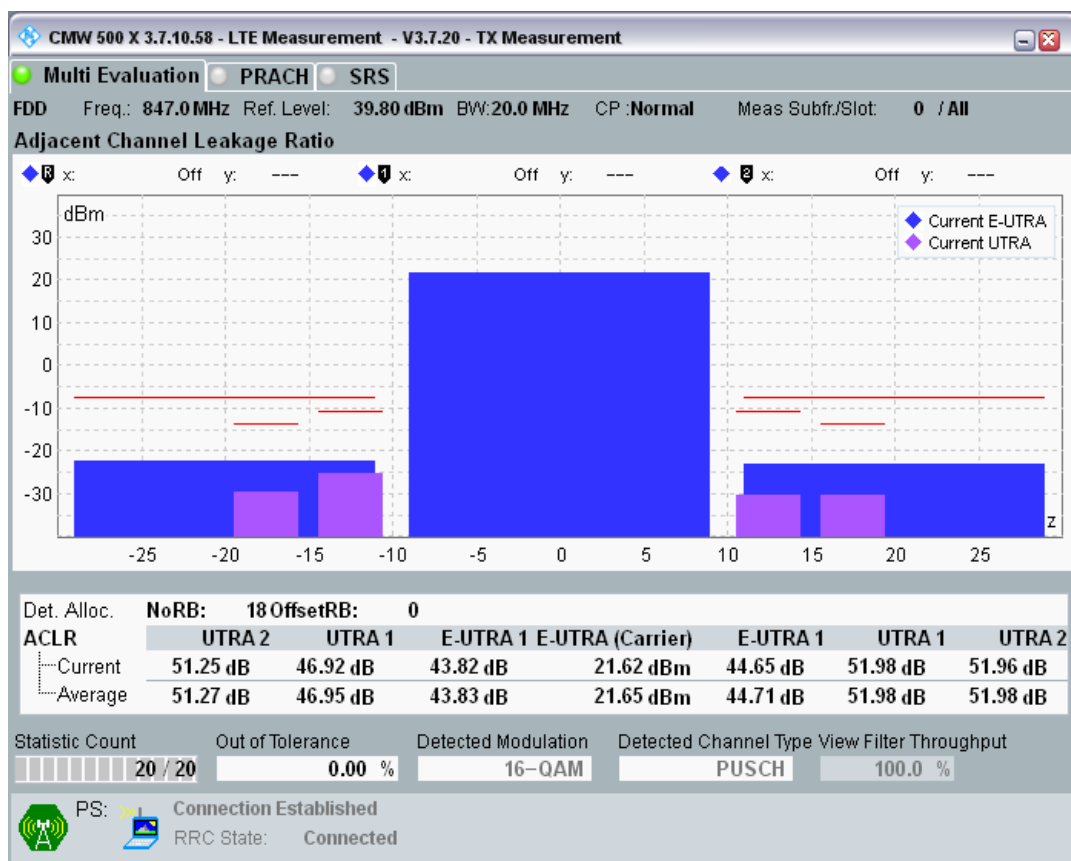 CMW 500 X 3.7.10.58 - LTE Measurement - V3.7.20 - TX Measurement
Multi Evaluation PRACH SRS
FDD Freq.: 847.0 MHz Ref. Level: 39.80 dBm BW:20.0 MHz CP :Normal Meas Subfr./Slot: 0 / All
Adjacent Channel Leakage Ratio
R x: Off y: --- 1 x: Off y: --- 2 x: Off y: ---
dBm
Current E-UTRA
Current UTRA
30
20
10
0
-10
-20
-30
z
-25 -20 -15 -10 -5 0 5 10 15 20 25
Det. Alloc. NoRB: 18 OffsetRB: 0
ACLR UTRA 2 UTRA 1 E-UTRA 1 E-UTRA (Carrier) E-UTRA 1 UTRA 1 UTRA 2
Current 51.25 dB 46.92 dB 43.82 dB 21.62 dBm 44.65 dB 51.98 dB 51.96 dB
Average 51.27 dB 46.95 dB 43.83 dB 21.65 dBm 44.71 dB 51.98 dB 51.98 dB
Statistic Count Out of Tolerance Detected Modulation Detected Channel Type View Filter Throughput
20 / 20 0.00 % 16-QAM PUSCH 100.0 %
PS: Connection Established
RRC State: Connected